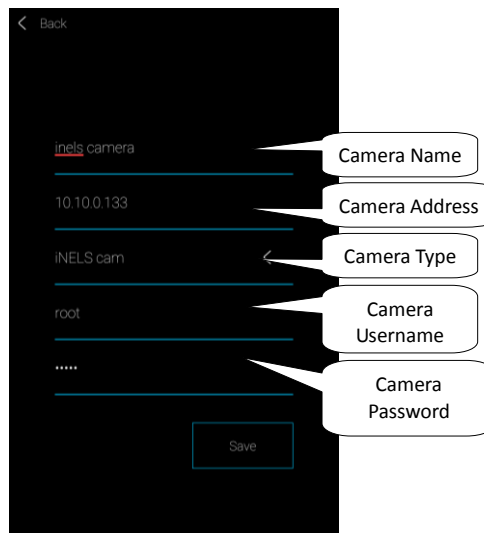 Back
inels camera
Camera Name
10.10.0.133
Camera Address
iNELS cam
Camera Type
root
Camera
Username
•••••
Camera
Password
Save